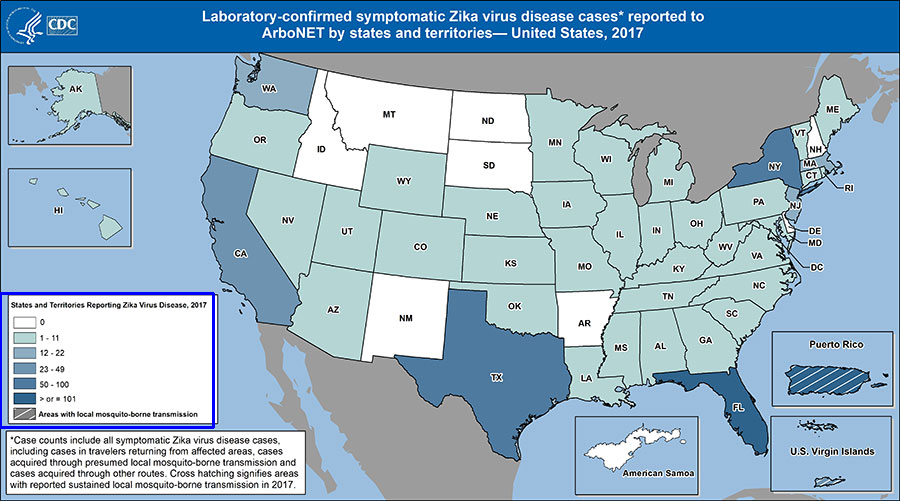 Laboratory-confirmed symptomatic Zika virus disease cases* reported to
ArboNET by states and territories— United States, 2017
CDC
AK
HI
WA
OR
CA
NV
ID
MT
WY
UT
AZ
CO
NM
ND
SD
NE
KS
OK
TX
MN
IA
MO
AR
LA
WI
IL
MI
IN
OH
KY
TN
MS
AL
GA
FL
SC
NC
VA
WV
PA
NY
VT
NH
ME
MA
CT
RI
NJ
DE
MD
DC
States and Territories Reporting Zika Virus Disease, 2017
0
1 - 11
12 - 22
23 - 49
50 - 100
> or = 101
Areas with local mosquito-borne transmission
*Case counts include all symptomatic Zika virus disease cases,
including cases in travelers returning from affected areas, cases
acquired through presumed local mosquito-borne transmission and
cases acquired through other routes. Cross hatching signifies areas
with reported sustained local mosquito-borne transmission in 2017.
American Samoa
Puerto Rico
U.S. Virgin Islands